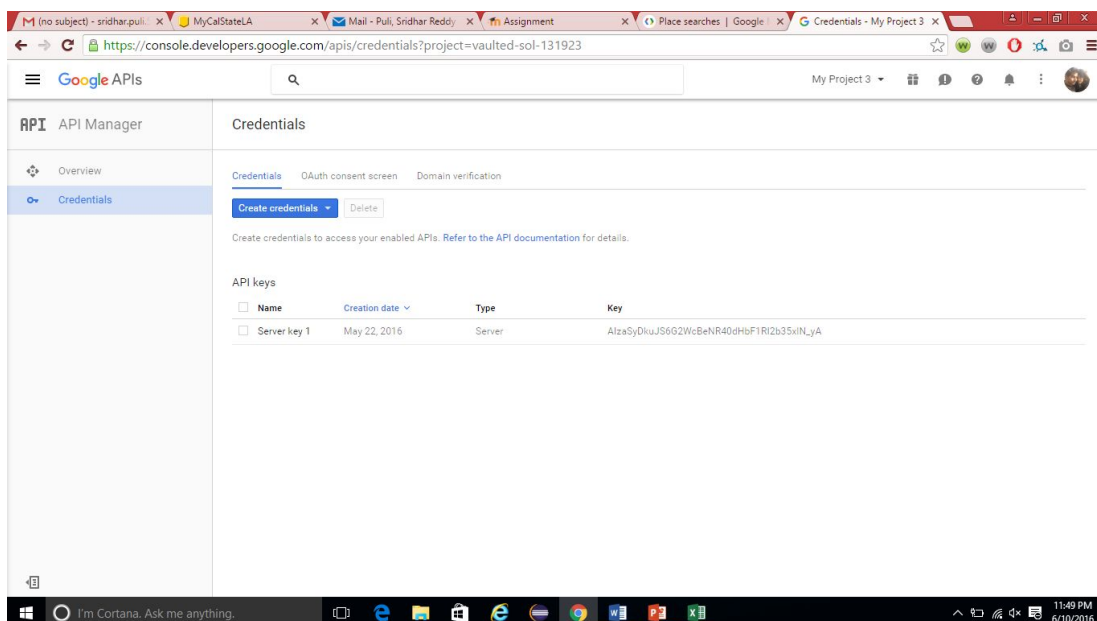 (no subject) - sridhar.puli.
MyCalStateLA
Mail - Puli, Sridhar Reddy
Assignment
Place searches | Google
Credentials - My Project 3
https://console.developers.google.com/apis/credentials?project=vaulted-sol-131923
Google APIs
My Project 3
API API Manager
Credentials
Overview
Credentials
Credentials OAuth consent screen Domain verification
Create credentials Delete
Create credentials to access your enabled APIs. Refer to the API documentation for details.
API keys
Name Creation date Type Key
Server key 1 May 22, 2016 Server
I'm Cortana. Ask me anything.
11:49 PM
6/10/2016